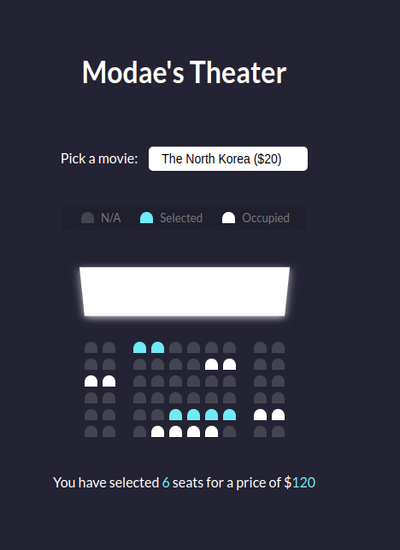 Modae's Theater
Pick a movie: The North Korea ($20)
N/A Selected Occupied
You have selected 6 seats for a price of $120